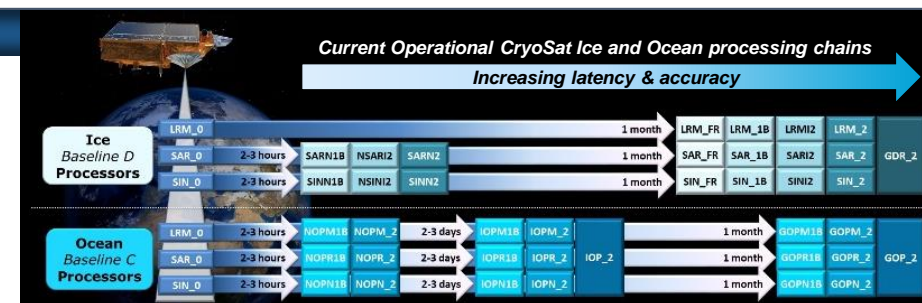 Current Operational CryoSat Ice and Ocean processing chains
Increasing latency & accuracy
Ice
Baseline D
Processors
LRM_0 1 month LRM_FR LRM_1B LRMI2 LRM_2
SAR_0 2-3 hours SARN1B NSARI2 SARN2 1 month SAR_FR SAR_1B SARI2 SAR_2 GDR_2
SIN_0 2-3 hours SINN1B NSINI2 SINN2 1 month SIN_FR SIN_1B SINI2 SIN_2
Ocean
Baseline C
Processors
LRM_0 2-3 hours NOPM1B NOPM_2 2-3 days IOPM1B IOPM_2 1 month GOPM1B GOPM_2
SAR_0 2-3 hours NOPR1B NOPR_2 2-3 days IOPR1B IOPR_2 IOP_2 1 month GOPR1B GOPR_2 GOP_2
SIN_0 2-3 hours NOPN1B NOPN_2 2-3 days IOPN1B IOPN_2 1 month GOPN1B GOPN_2